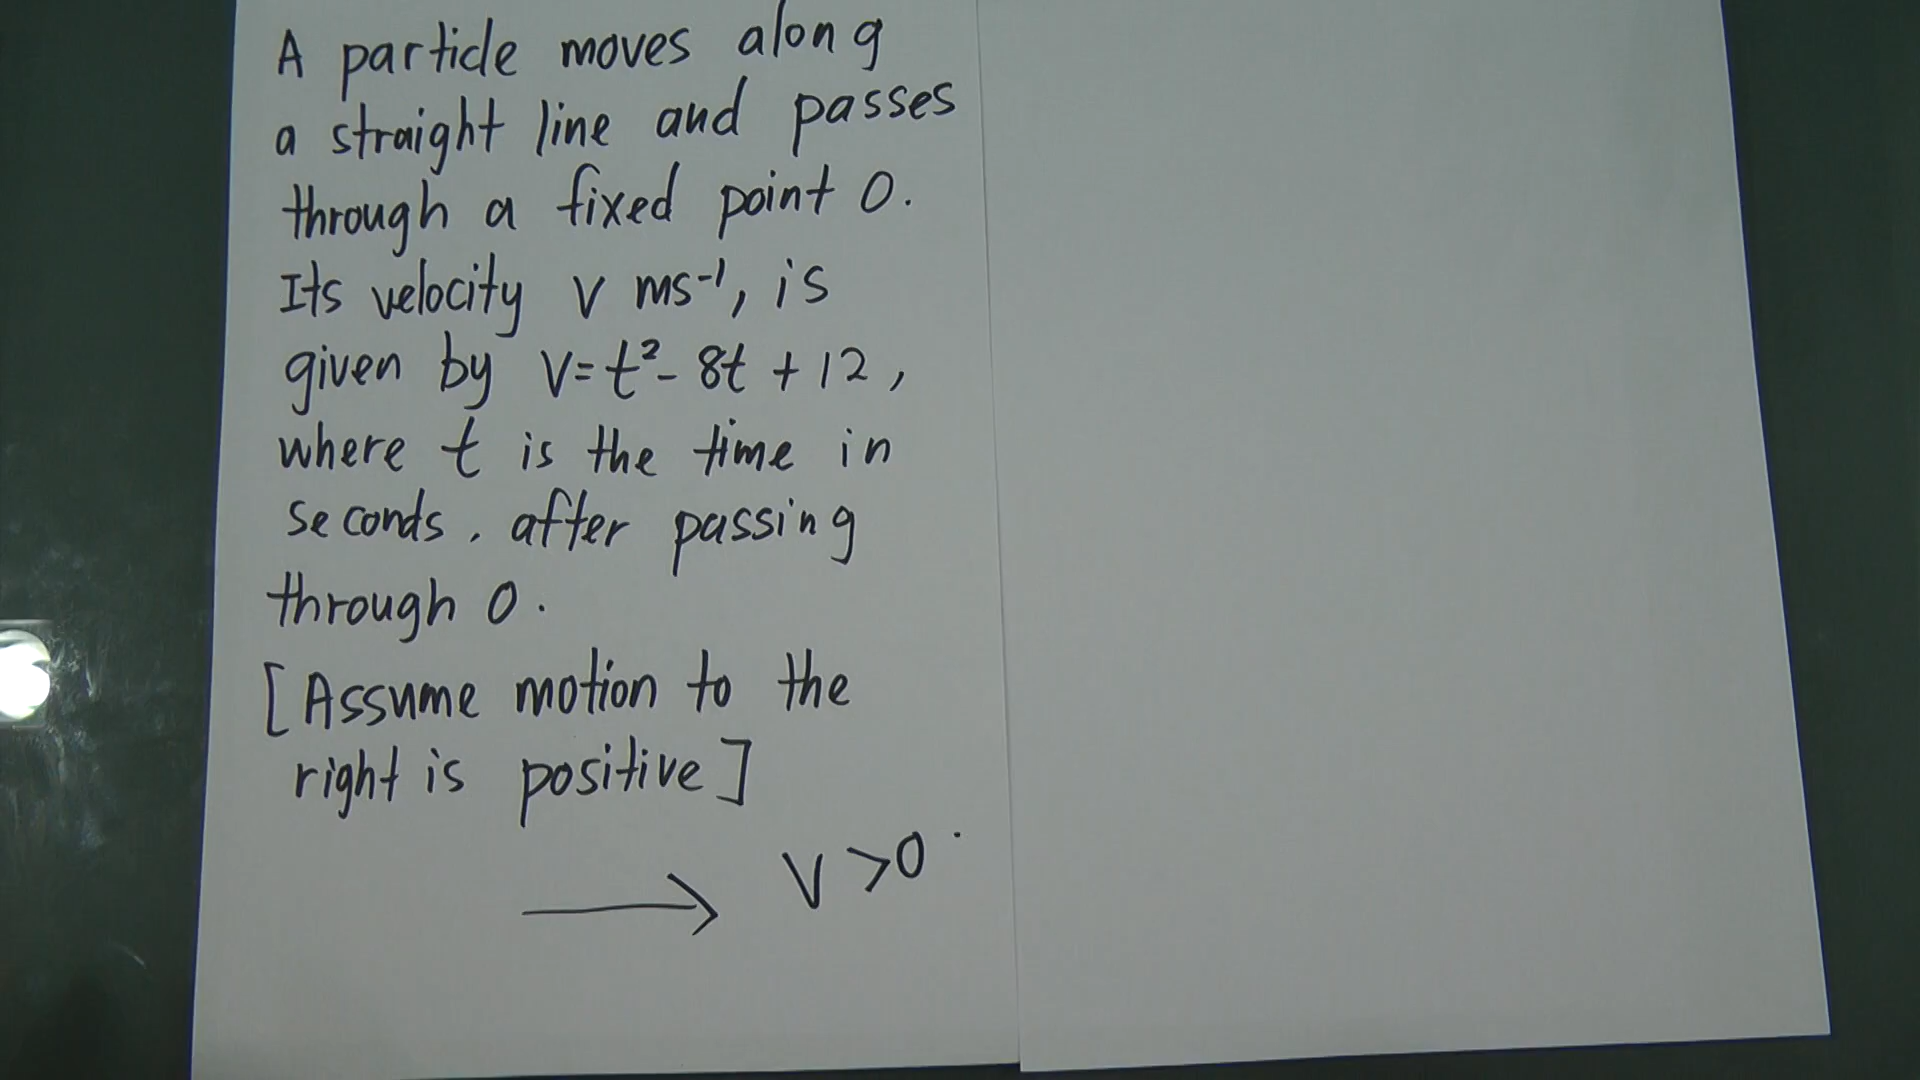 A particle moves along
a straight line and passes
through a fixed point O.
Its velocity v ms⁻¹, is
given by v=t²-8t+12,
where t is the time in
seconds, after passing
through O.
[Assume motion to the
right is positive]
→ v>0